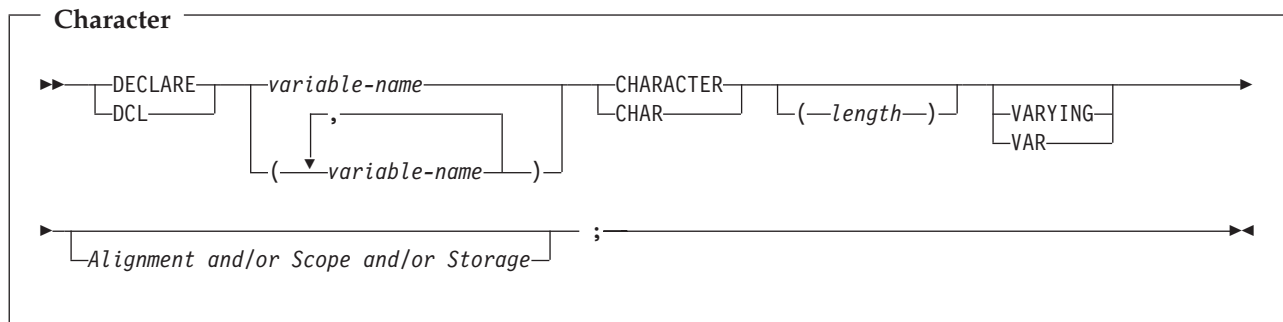 Character
DECLARE variable-name CHARACTER
DCL , CHAR ( length ) VARYING
( variable-name ) VAR
;
Alignment and/or Scope and/or Storage